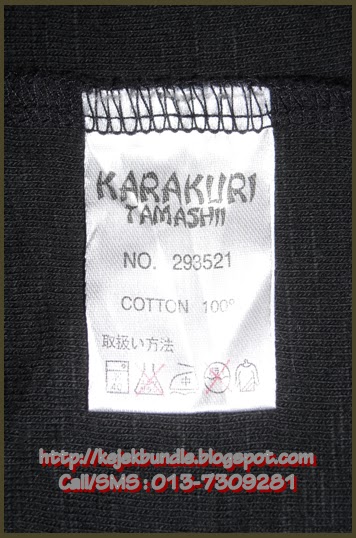 KARAKURI
TAMASHII
NO. 293521
COTTON 100%
取扱い方法
中
http://kejekbundle.blogspot.com
Call/SMS : 013-7309281